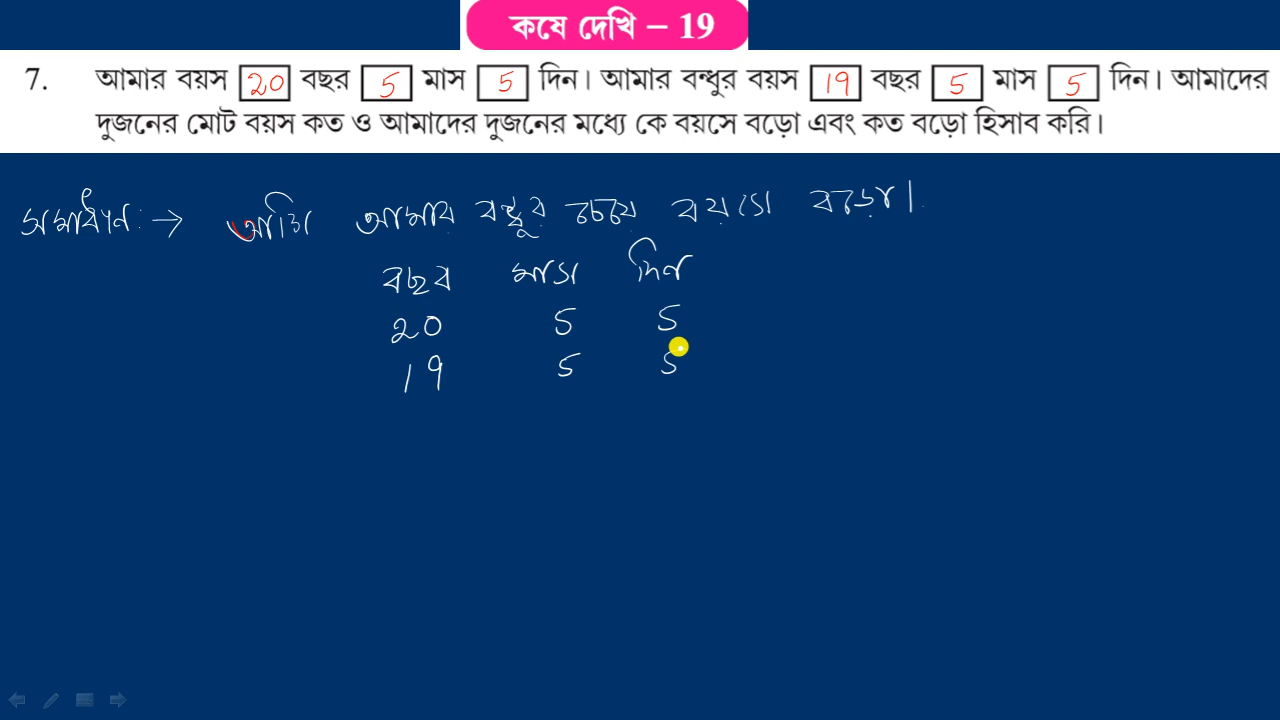 কষে দেখি – 19
7. আমার বয়স 20 বছর 5 মাস 5 দিন। আমার বন্ধুর বয়স 19 বছর 5 মাস 5 দিন। আমাদের
দুজনের মোট বয়স কত ও আমাদের দুজনের মধ্যে কে বয়সে বড়ো এবং কত বড়ো হিসাব করি।
সমাধান:→ আমি আমার বন্ধুর চেয়ে বয়সে বড়ো।
বছর মাস দিন
20 5 5
19 5 5